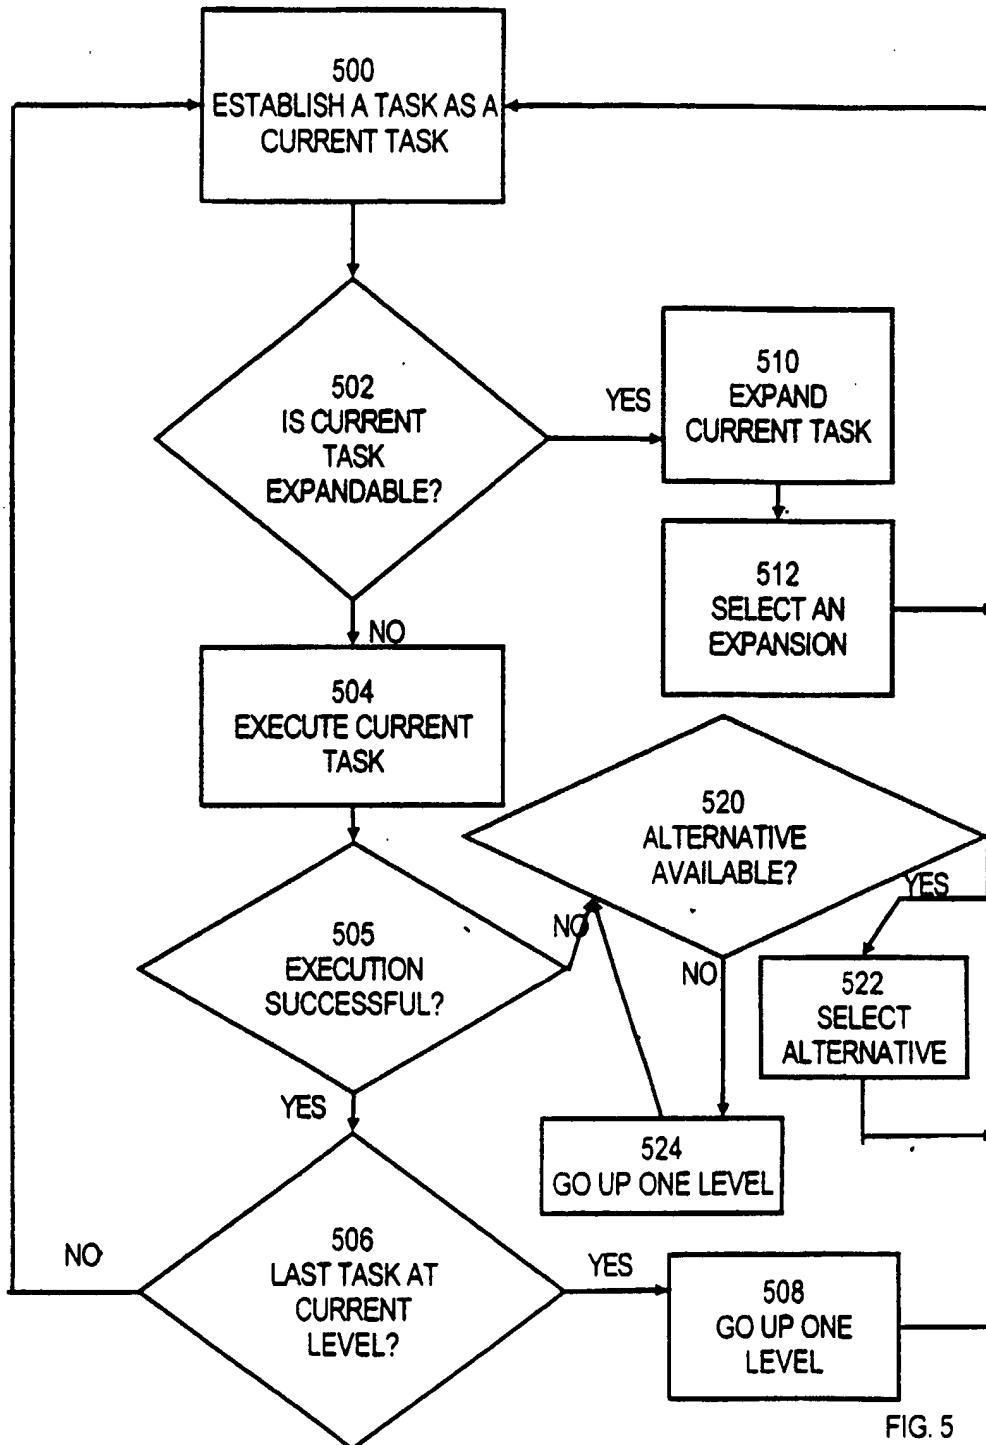 500
ESTABLISH A TASK AS A
CURRENT TASK
502
IS CURRENT
TASK
EXPANDABLE?
YES
510
EXPAND
CURRENT TASK
512
SELECT AN
EXPANSION
NO
504
EXECUTE CURRENT
TASK
520
ALTERNATIVE
AVAILABLE?
YES
NO
505
EXECUTION
SUCCESSFUL?
NO
522
SELECT
ALTERNATIVE
YES
524
GO UP ONE LEVEL
NO
506
LAST TASK AT
CURRENT
LEVEL?
YES
508
GO UP ONE
LEVEL
FIG. 5